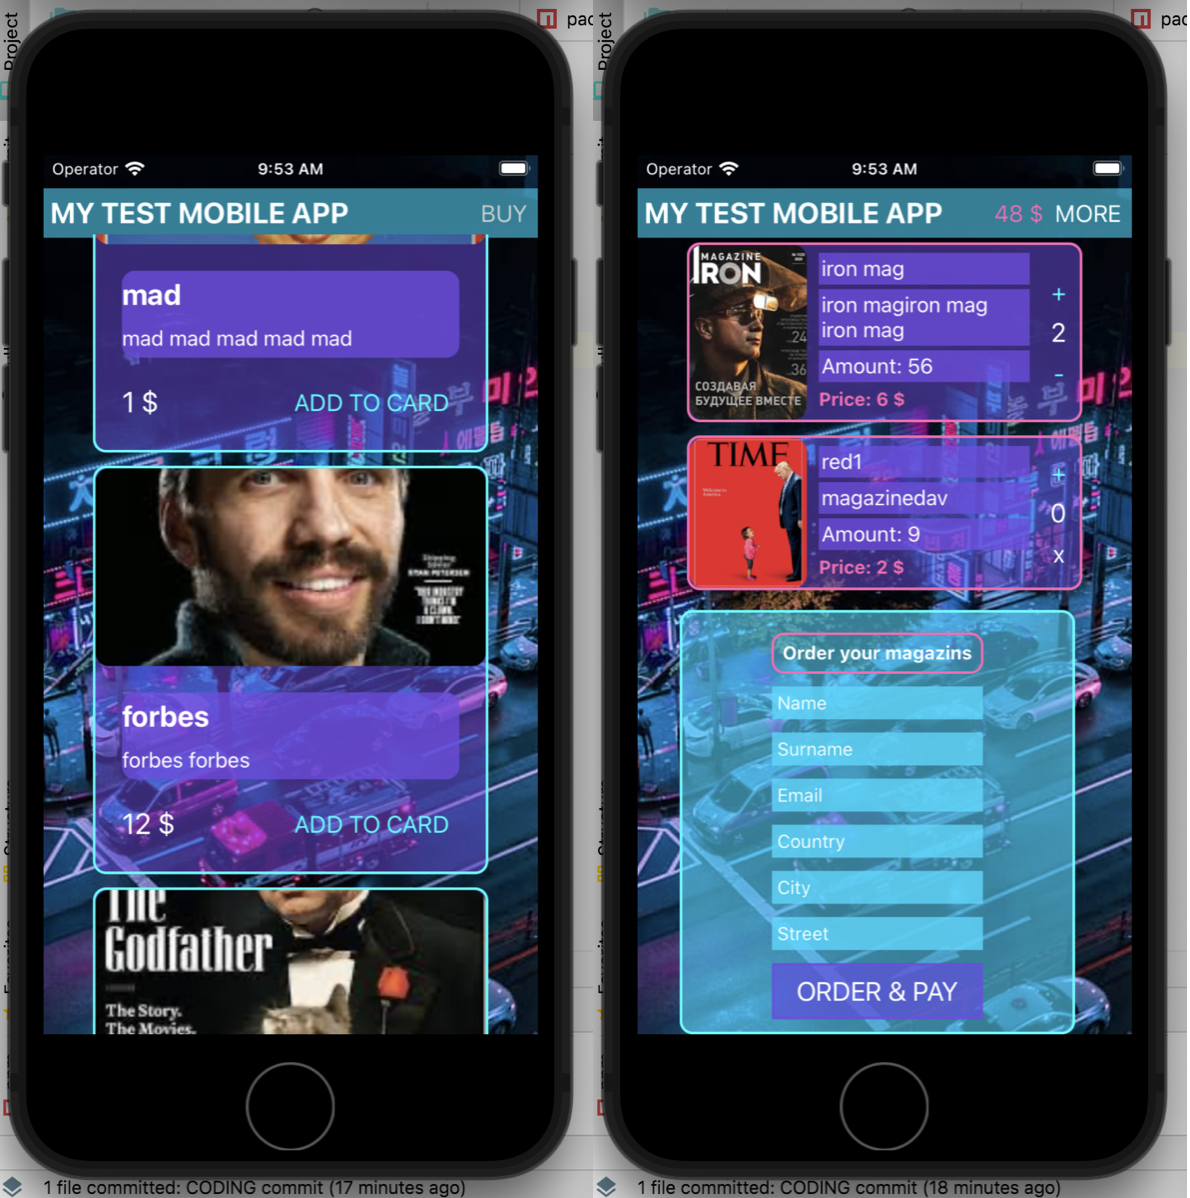 Project
pac
Operator
9:53 AM
MY TEST MOBILE APP
BUY
mad
mad mad mad mad mad
1 $
ADD TO CARD
forbes
forbes forbes
12 $
ADD TO CARD
The
Godfather
The Story.
The Movies.
1 file committed: CODING commit (17 minutes ago)
Project
pac
Operator
9:53 AM
MY TEST MOBILE APP
48 $
MORE
MAGAZINE
IRON
24
36
СОЗДАВАЯ
БУДУЩЕЕ ВМЕСТЕ
iron mag
iron magiron mag
iron mag
Amount: 56
Price: 6 $
+
2
-
TIME
Welcome to
America
red1
magazinedav
Amount: 9
Price: 2 $
+
0
x
Order your magazins
Name
Surname
Email
Country
City
Street
ORDER & PAY
1 file committed: CODING commit (18 minutes ago)